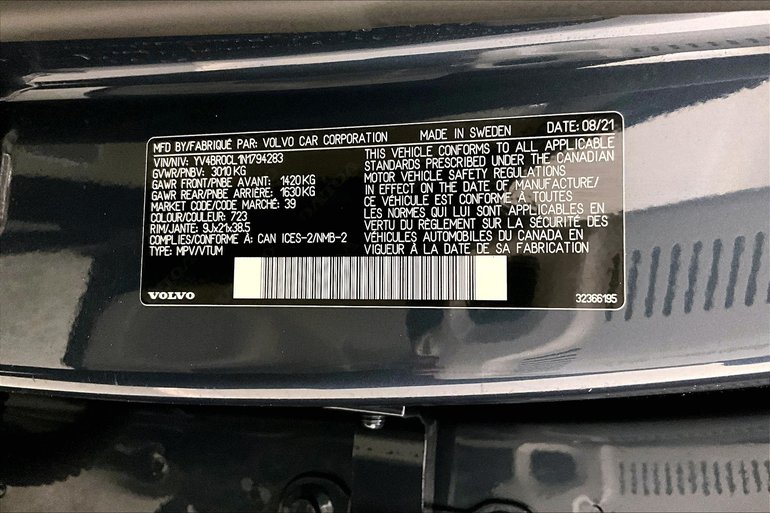 MFD BY/FABRIQUÉ PAR: VOLVO CAR CORPORATION MADE IN SWEDEN DATE: 08/21
VIN/NIV: YV4BR0CL1N1794283
GVWR/PNBV: 3010 KG
GAWR FRONT/PNBE AVANT: 1420 KG
GAWR REAR/PNBE ARRIÈRE: 1630 KG
MARKET CODE/CODE MARCHÉ: 39
COLOUR/COULEUR: 723
RIM/JANTE: 9Jx21x38.5
COMPLIES/CONFORME À: CAN ICES-2/NMB-2
TYPE: MPV/VTUM
THIS VEHICLE CONFORMS TO ALL APPLICABLE
STANDARDS PRESCRIBED UNDER THE CANADIAN
MOTOR VEHICLE SAFETY REGULATIONS
IN EFFECT ON THE DATE OF MANUFACTURE/
CE VÉHICULE EST CONFORME À TOUTES
LES NORMES QUI LUI SONT APPLICABLES EN
VERTU DU RÈGLEMENT SUR LA SÉCURITÉ DES
VÉHICULES AUTOMOBILES DU CANADA EN
VIGUEUR À LA DATE DE SA FABRICATION
VOLVO
32366195